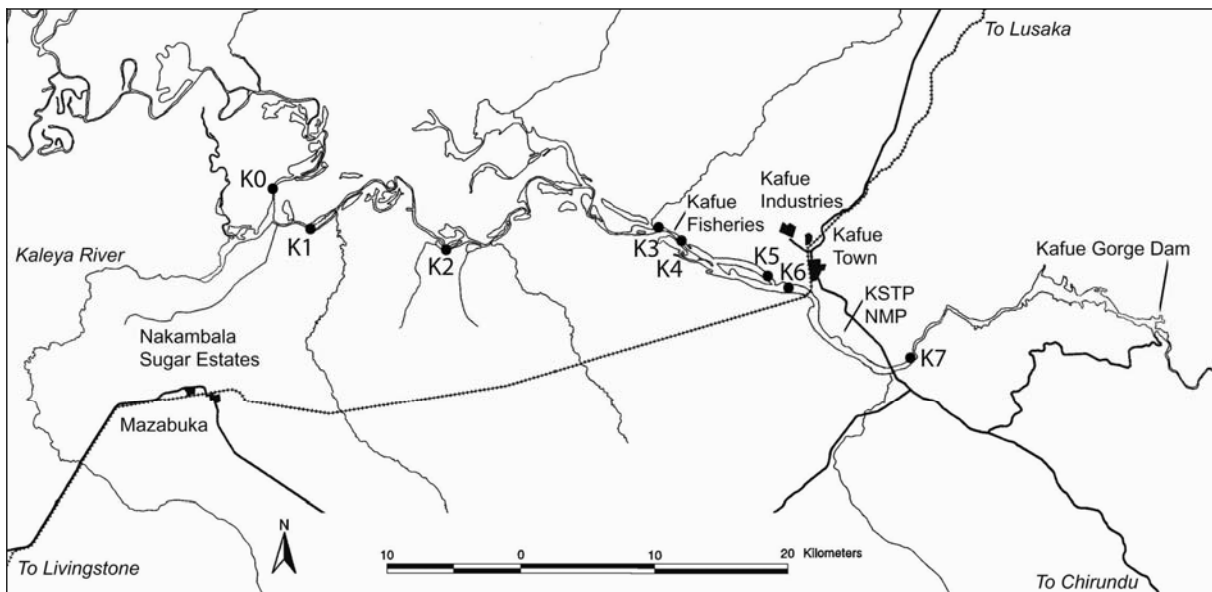 To Lusaka
K0
Kafue
Industries
Kafue
Fisheries
Kafue
Town
Kaleya River
K1
K2
K3
K4
K5
K6
Kafue Gorge Dam
KSTP
NMP
K7
Nakambala
Sugar Estates
Mazabuka
N
10 0 10 20 Kilometers
To Livingstone
To Chirundu